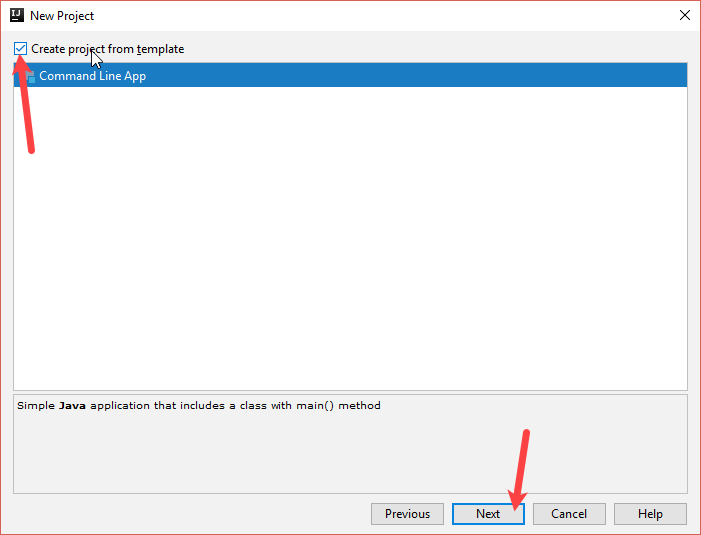 IJ New Project
Create project from template
Command Line App
Simple Java application that includes a class with main() method
Previous Next Cancel Help